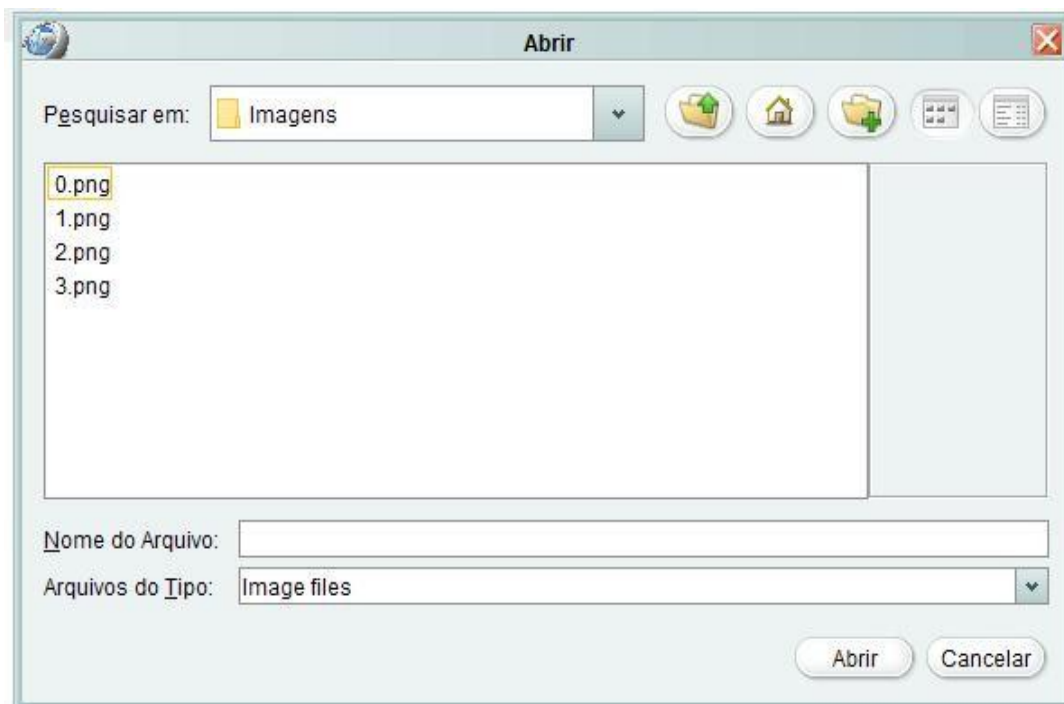 Abrir
Pesquisar em: Imagens
0.png
1.png
2.png
3.png
Nome do Arquivo:
Arquivos do Tipo: Image files
Abrir Cancelar